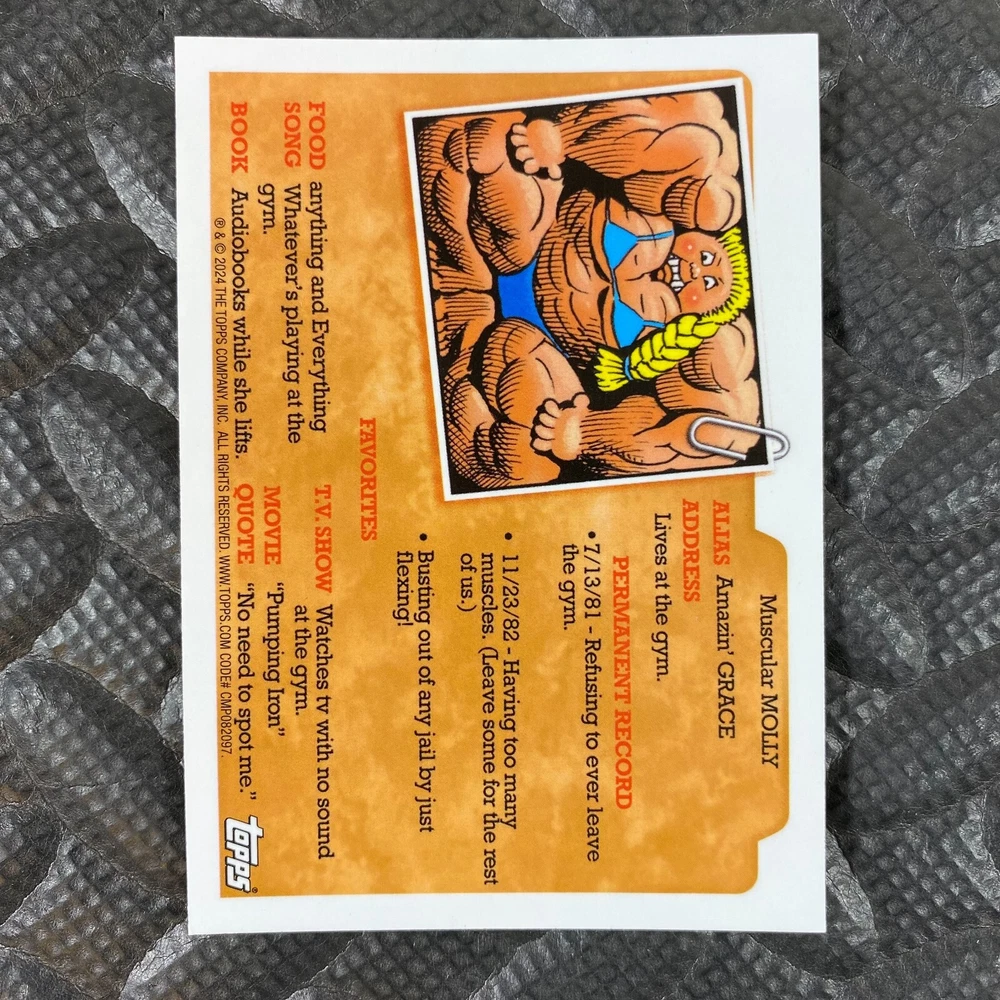 Muscular MOLLY
ALIAS Amazin' GRACE
ADDRESS
Lives at the gym.
PERMANENT RECORD
• 7/13/81 - Refusing to ever leave
the gym.
• 11/23/82 - Having too many
muscles. (Leave some for the rest
of us.)
• Busting out of any jail by just
flexing!
FAVORITES
FOOD anything and Everything
SONG Whatever's playing at the
gym.
BOOK Audiobooks while she lifts.
T.V. SHOW Watches tv with no sound
at the gym.
MOVIE "Pumping Iron"
QUOTE "No need to spot me."
® & © 2024 THE TOPPS COMPANY, INC. ALL RIGHTS RESERVED. WWW.TOPPS.COM CODE# CMP082097.
topps®